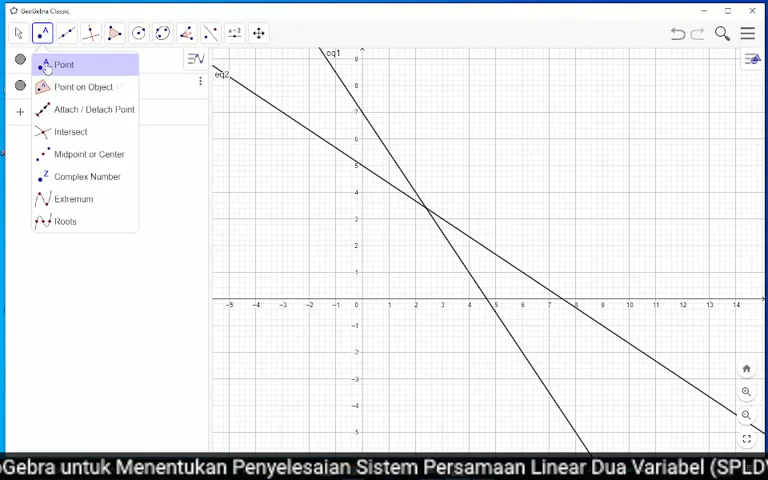 GeoGebra Classic
A
a=2
A Point
Point on Object
Attach / Detach Point
Intersect
Midpoint or Center
Z Complex Number
Extremum
Roots
eq1
eq2
9
8
7
6
5
4
3
2
1
0
−1
−2
−3
−4
5
−5 −4 −3 −2 −1 0 1 2 3 4 5 6 7 8 9 10 11 12 13 14
oGebra untuk Menentukan Penyelesaian Sistem Persamaan Linear Dua Variabel (SPLDV